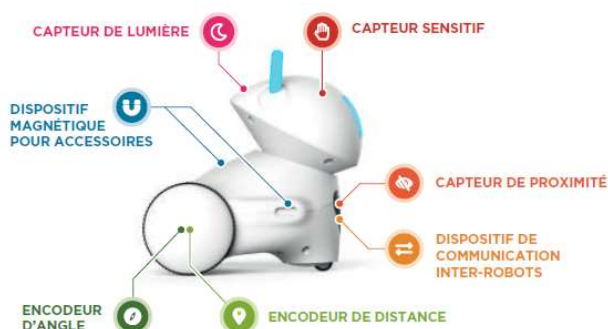 CAPTEUR DE LUMIÈRE
CAPTEUR SENSITIF
DISPOSITIF
MAGNÉTIQUE
POUR ACCESSOIRES
CAPTEUR DE PROXIMITÉ
DISPOSITIF DE
COMMUNICATION
INTER-ROBOTS
ENCODEUR
D'ANGLE
ENCODEUR DE DISTANCE